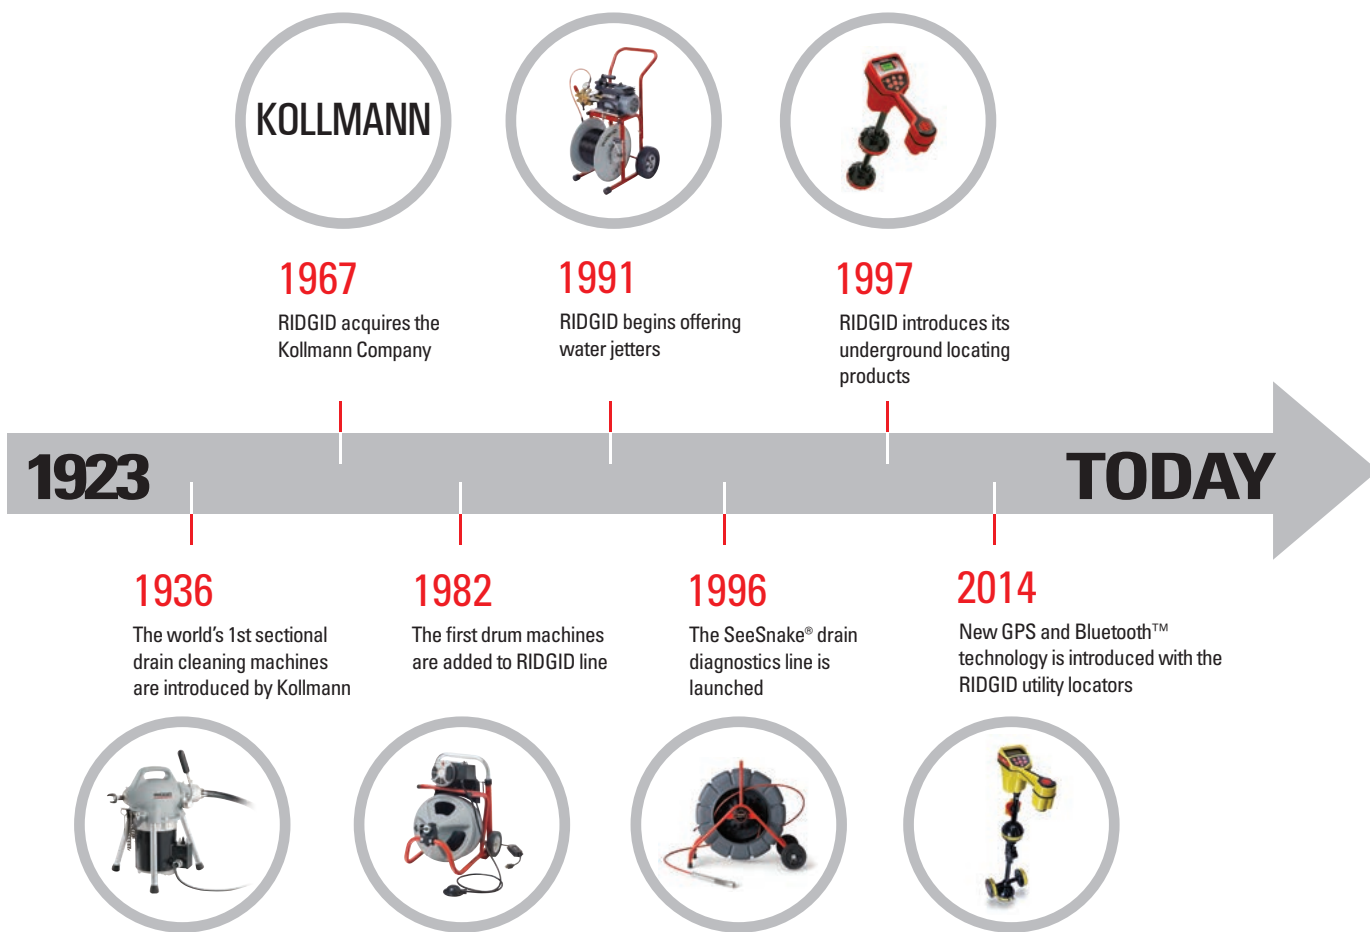 KOLLMANN
1967
RIDGID acquires the
Kollmann Company
1991
RIDGID begins offering
water jetters
1997
RIDGID introduces its
underground locating
products
1923
TODAY
1936
The world's 1st sectional
drain cleaning machines
are introduced by Kollmann
1982
The first drum machines
are added to RIDGID line
1996
The SeeSnake® drain
diagnostics line is
launched
2014
New GPS and Bluetooth™
technology is introduced with the
RIDGID utility locators